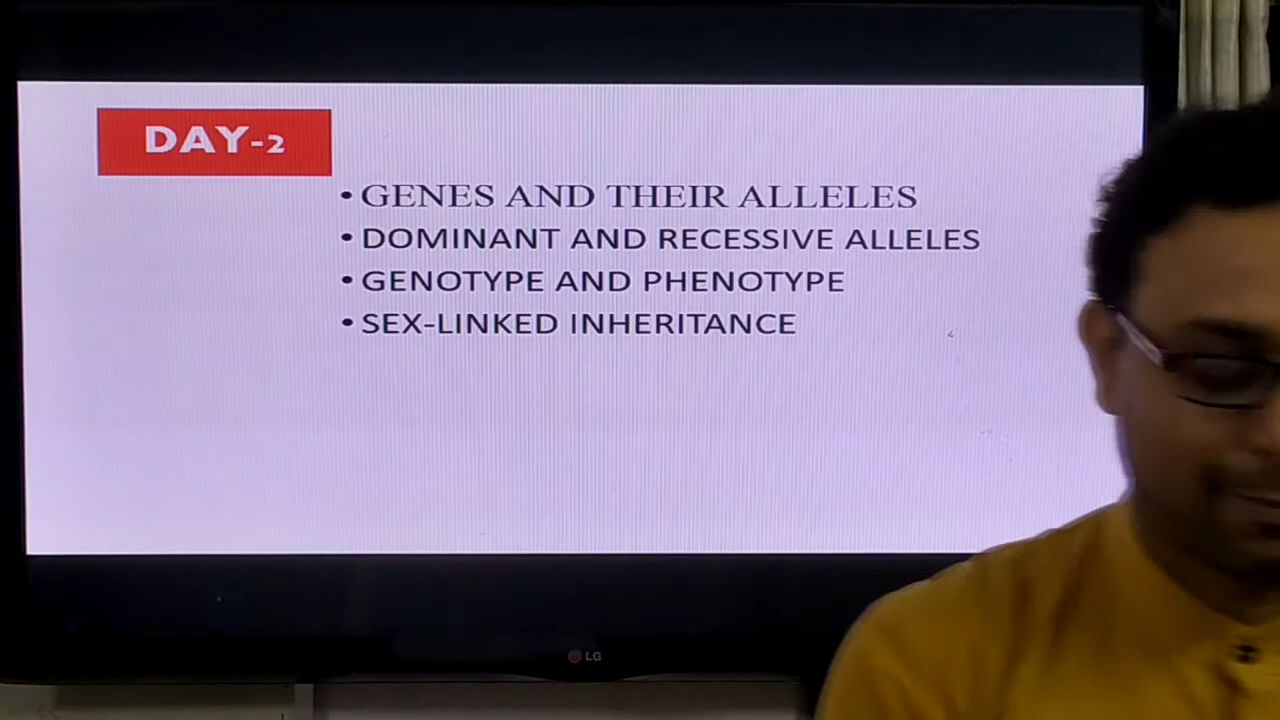 DAY-2
• GENES AND THEIR ALLELES
• DOMINANT AND RECESSIVE ALLELES
• GENOTYPE AND PHENOTYPE
• SEX-LINKED INHERITANCE
LG